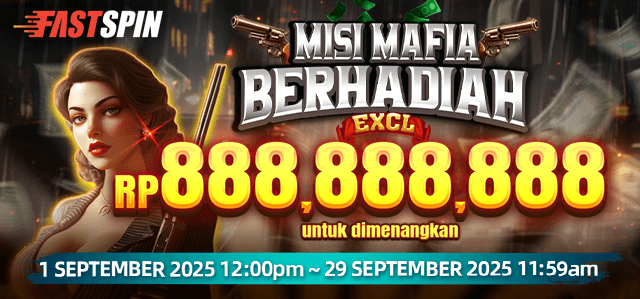 FASTSPIN
MISI MAFIA
BERHADIAH
EXCL
RP888,888,888
untuk dimenangkan
1 SEPTEMBER 2025 12:00pm ~ 29 SEPTEMBER 2025 11:59am